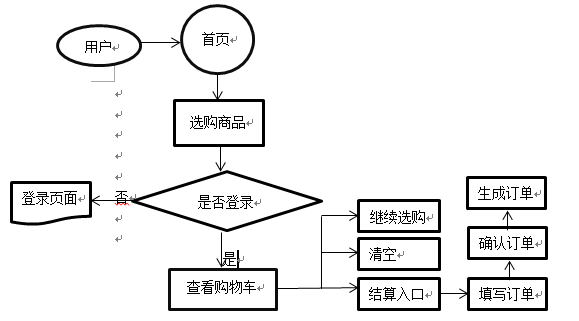 用户
首页
选购商品
是否登录
否
登录页面
是
查看购物车
继续选购
清空
结算入口
填写订单
确认订单
生成订单